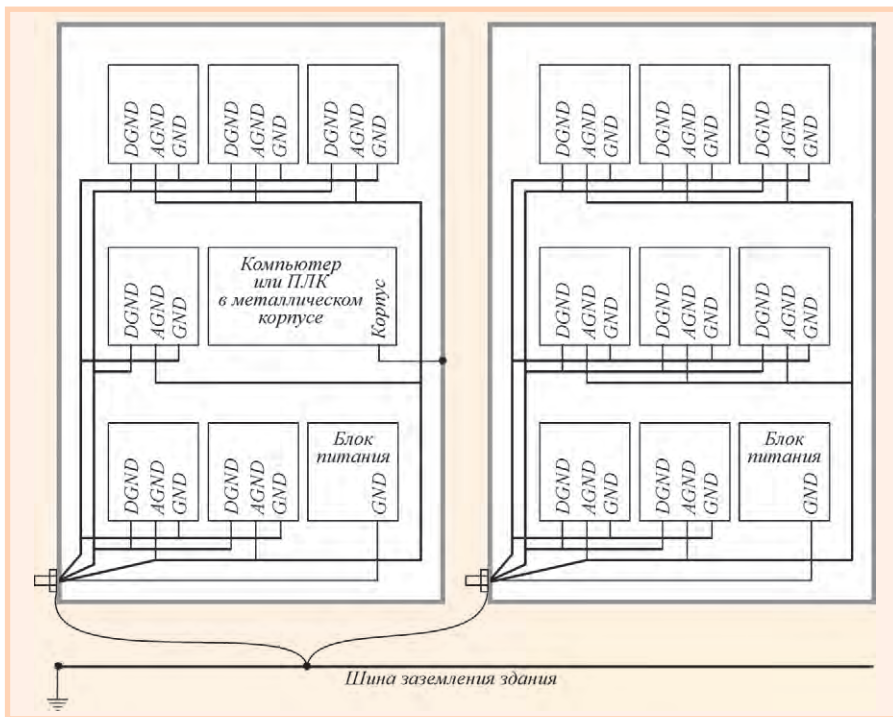 DGND AGND GND DGND AGND GND DGND AGND GND
DGND AGND GND DGND AGND GND DGND AGND GND
DGND AGND GND
Компьютер
или ПЛК
в металлическом
корпусе
Корпус
DGND AGND GND DGND AGND GND DGND AGND GND
DGND AGND GND DGND AGND GND
Блок
питания
GND
DGND AGND GND DGND AGND GND
Блок
питания
GND
Шина заземления здания